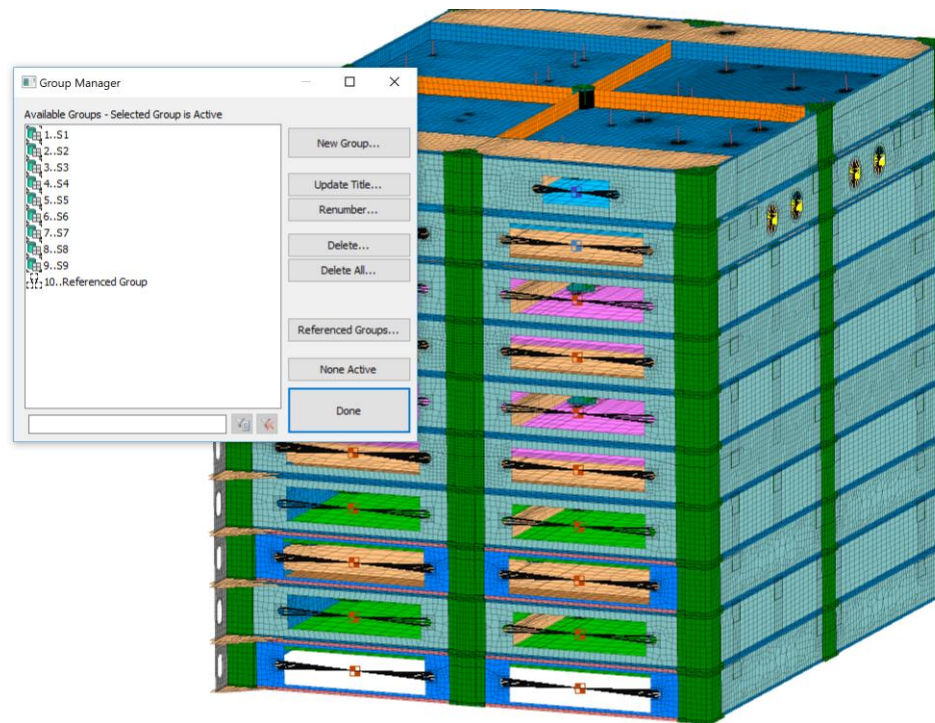 Group Manager
Available Groups - Selected Group is Active
1..S1
2..S2
3..S3
4..S4
5..S5
6..S6
7..S7
8..S8
9..S9
10..Referenced Group
New Group...
Update Title...
Renumber...
Delete...
Delete All...
Referenced Groups...
None Active
Done